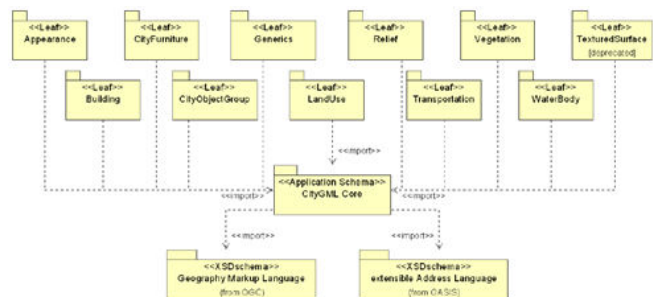 <<Leaf>>
Appearance
<<Leaf>>
CityFurniture
<<Leaf>>
Generics
<<Leaf>>
Relief
<<Leaf>>
Vegetation
<<Leaf>>
TexturedSurface
[deprecated]
<<Leaf>>
Building
<<Leaf>>
CityObjectGroup
<<Leaf>>
LandUse
<<Leaf>>
Transportation
<<Leaf>>
WaterBody
<<import>>
<<Application Schema>>
CityGML Core
<<import>>
<<import>>
<<import>>
<<import>>
<<XSDschema>>
Geography Markup Language
(from OGC)
<<XSDschema>>
extensible Address Language
(from OASIS)